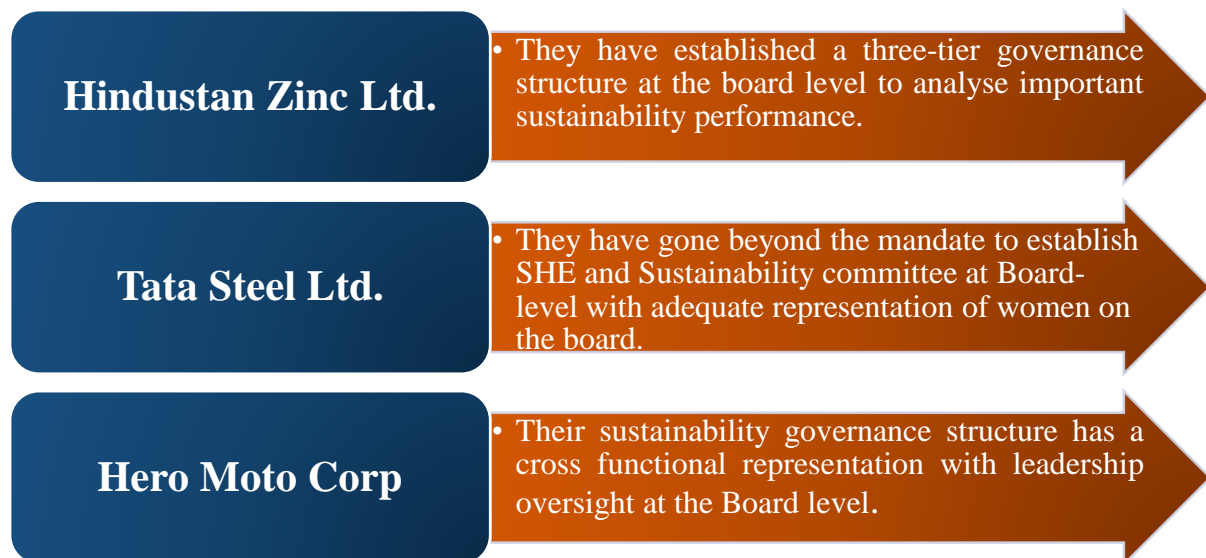 Hindustan Zinc Ltd.
• They have established a three-tier governance
structure at the board level to analyse important
sustainability performance.
Tata Steel Ltd.
• They have gone beyond the mandate to establish
SHE and Sustainability committee at Board-
level with adequate representation of women on
the board.
Hero Moto Corp
• Their sustainability governance structure has a
cross functional representation with leadership
oversight at the Board level.